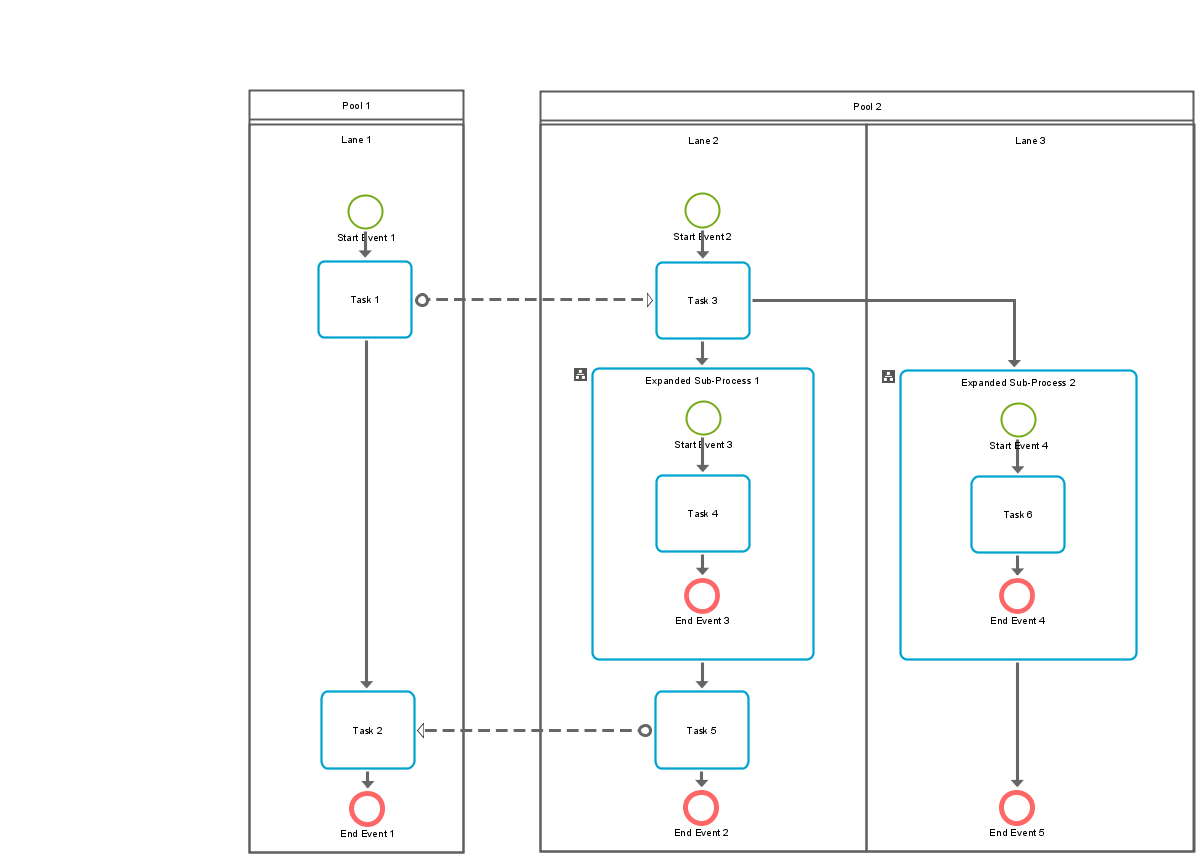 Pool 1
Pool 2
Lane 1
Lane 2
Lane 3
Start Event 1
Start Event 2
Task 1
Task 3
Expanded Sub-Process 1
Expanded Sub-Process 2
Start Event 3
Start Event 4
Task 4
Task 6
End Event 3
End Event 4
Task 2
Task 5
End Event 1
End Event 2
End Event 5